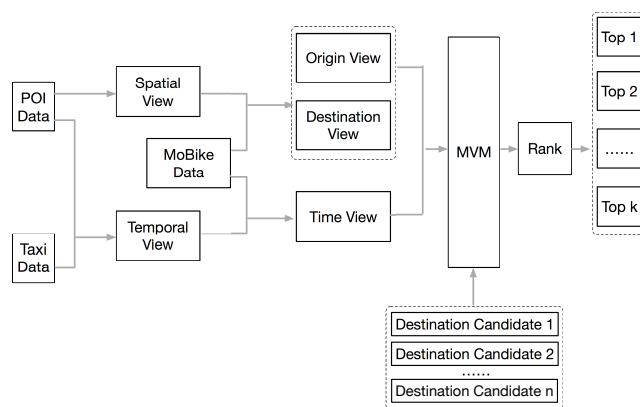 POI
Data
Taxi
Data
Spatial
View
MoBike
Data
Temporal
View
Origin View
Destination
View
Time View
MVM
Rank
Top 1
Top 2
......
Top k
Destination Candidate 1
Destination Candidate 2
......
Destination Candidate n